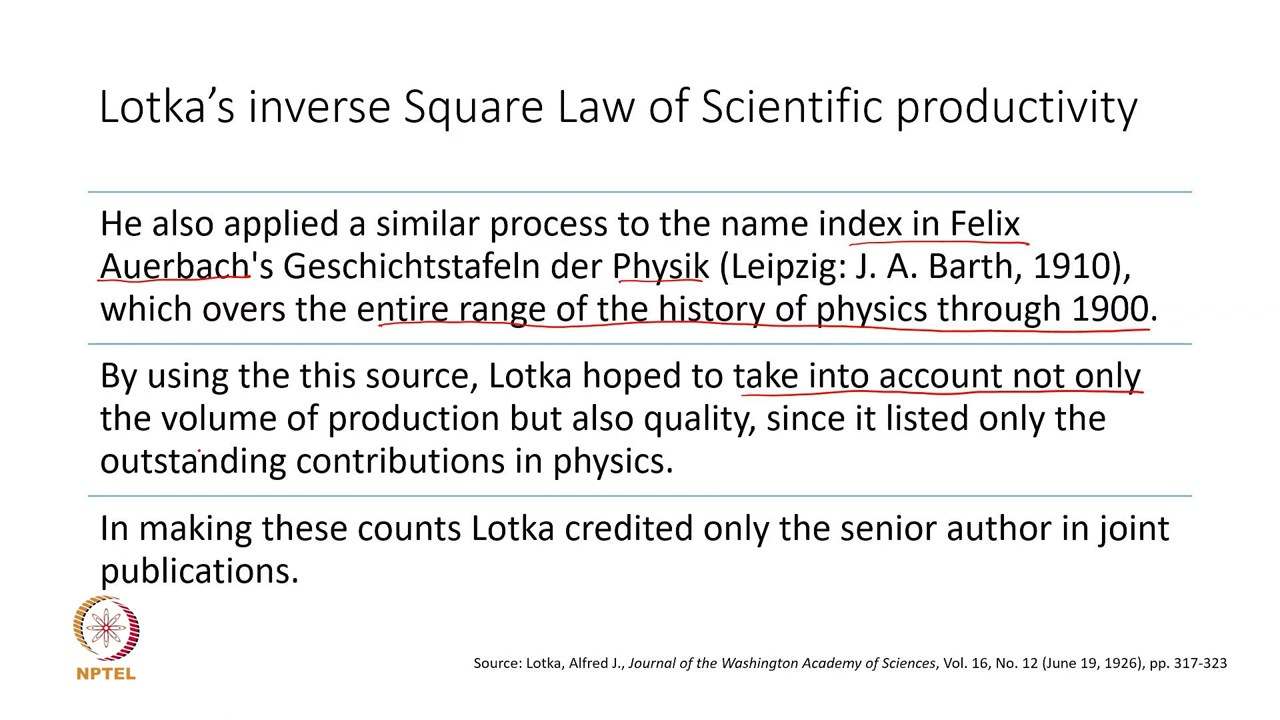 Lotka’s inverse Square Law of Scientific productivity
He also applied a similar process to the name index in Felix
Auerbach's Geschichtstafeln der Physik (Leipzig: J. A. Barth, 1910),
which overs the entire range of the history of physics through 1900.
By using the this source, Lotka hoped to take into account not only
the volume of production but also quality, since it listed only the
outstanding contributions in physics.
In making these counts Lotka credited only the senior author in joint
publications.
NPTEL
Source: Lotka, Alfred J., Journal of the Washington Academy of Sciences, Vol. 16, No. 12 (June 19, 1926), pp. 317-323